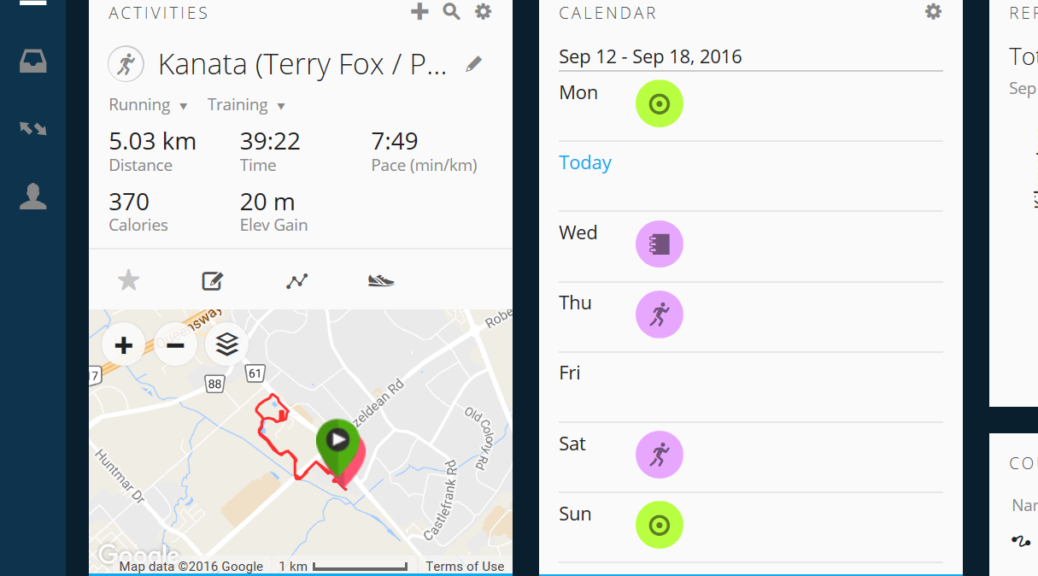 ACTIVITIES
Kanata (Terry Fox / P...
Running ▾ Training ▾
5.03 km 39:22 7:49
Distance Time Pace (min/km)
370 20 m
Calories Elev Gain
Robe
17
88
61
zeldean Rd
Old Colony Rd
Huntmar Dr
Castlefrank Rd
Google
Map data ©2016 Google 1 km Terms of Use
CALENDAR
Sep 12 - Sep 18, 2016
Mon
Today
Wed
Thu
Fri
Sat
Sun
REP
Tot
Sep
COU
Nar